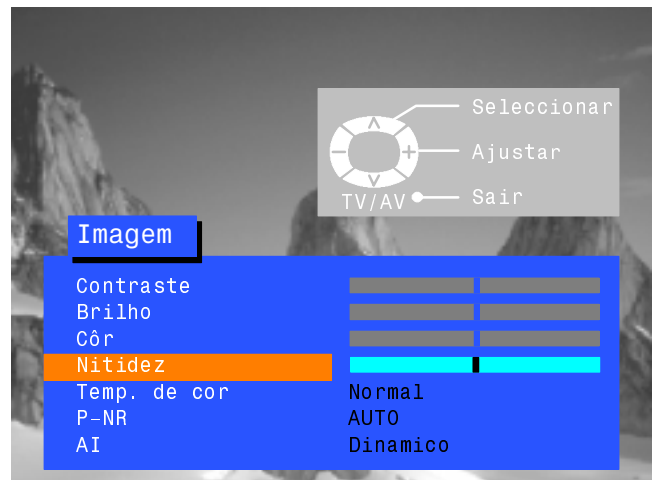 Seleccionar
Ajustar
TV/AV Sair
Imagem
Contraste
Brilho
Côr
Nitidez
Temp. de cor Normal
P-NR AUTO
AI Dinamico